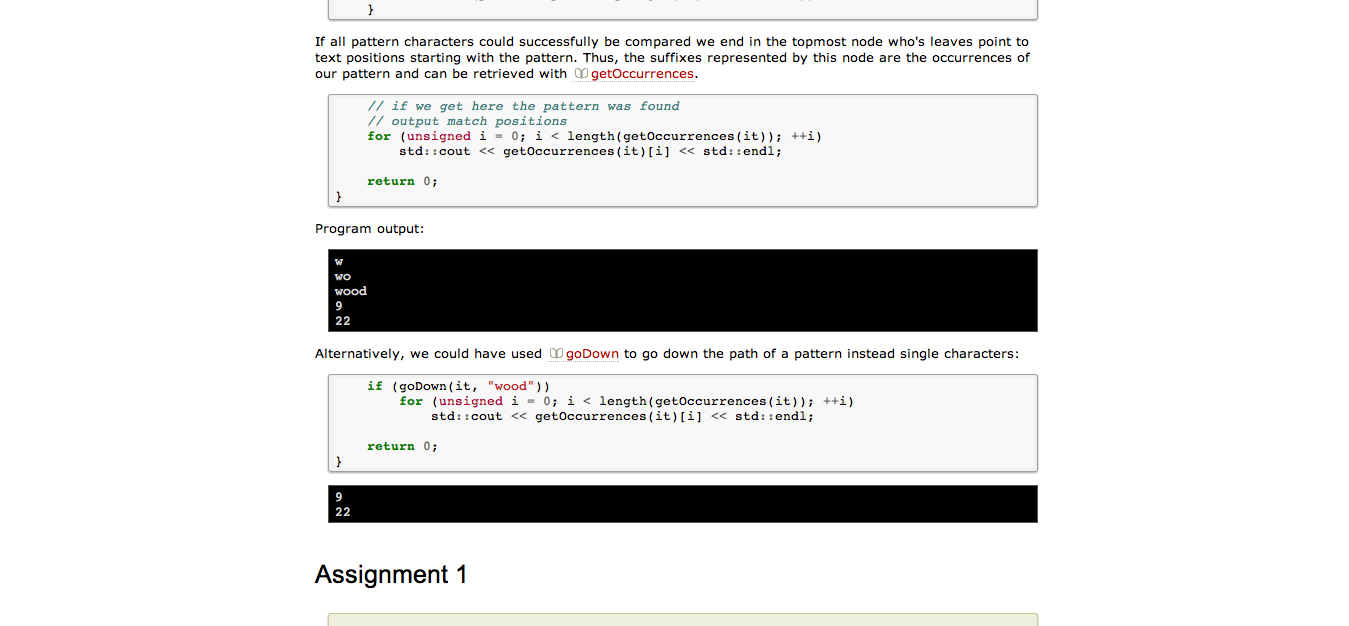 }
If all pattern characters could successfully be compared we end in the topmost node who's leaves point to
text positions starting with the pattern. Thus, the suffixes represented by this node are the occurrences of
our pattern and can be retrieved with getOccurrences.
// if we get here the pattern was found
// output match positions
for (unsigned i = 0; i < length(getOccurrences(it)); ++i)
std::cout << getOccurrences(it)[i] << std::endl;
return 0;
}
Program output:
w
wo
wood
9
22
Alternatively, we could have used goDown to go down the path of a pattern instead single characters:
if (goDown(it, "wood"))
for (unsigned i = 0; i < length(getOccurrences(it)); ++i)
std::cout << getOccurrences(it)[i] << std::endl;
return 0;
}
9
22
Assignment 1